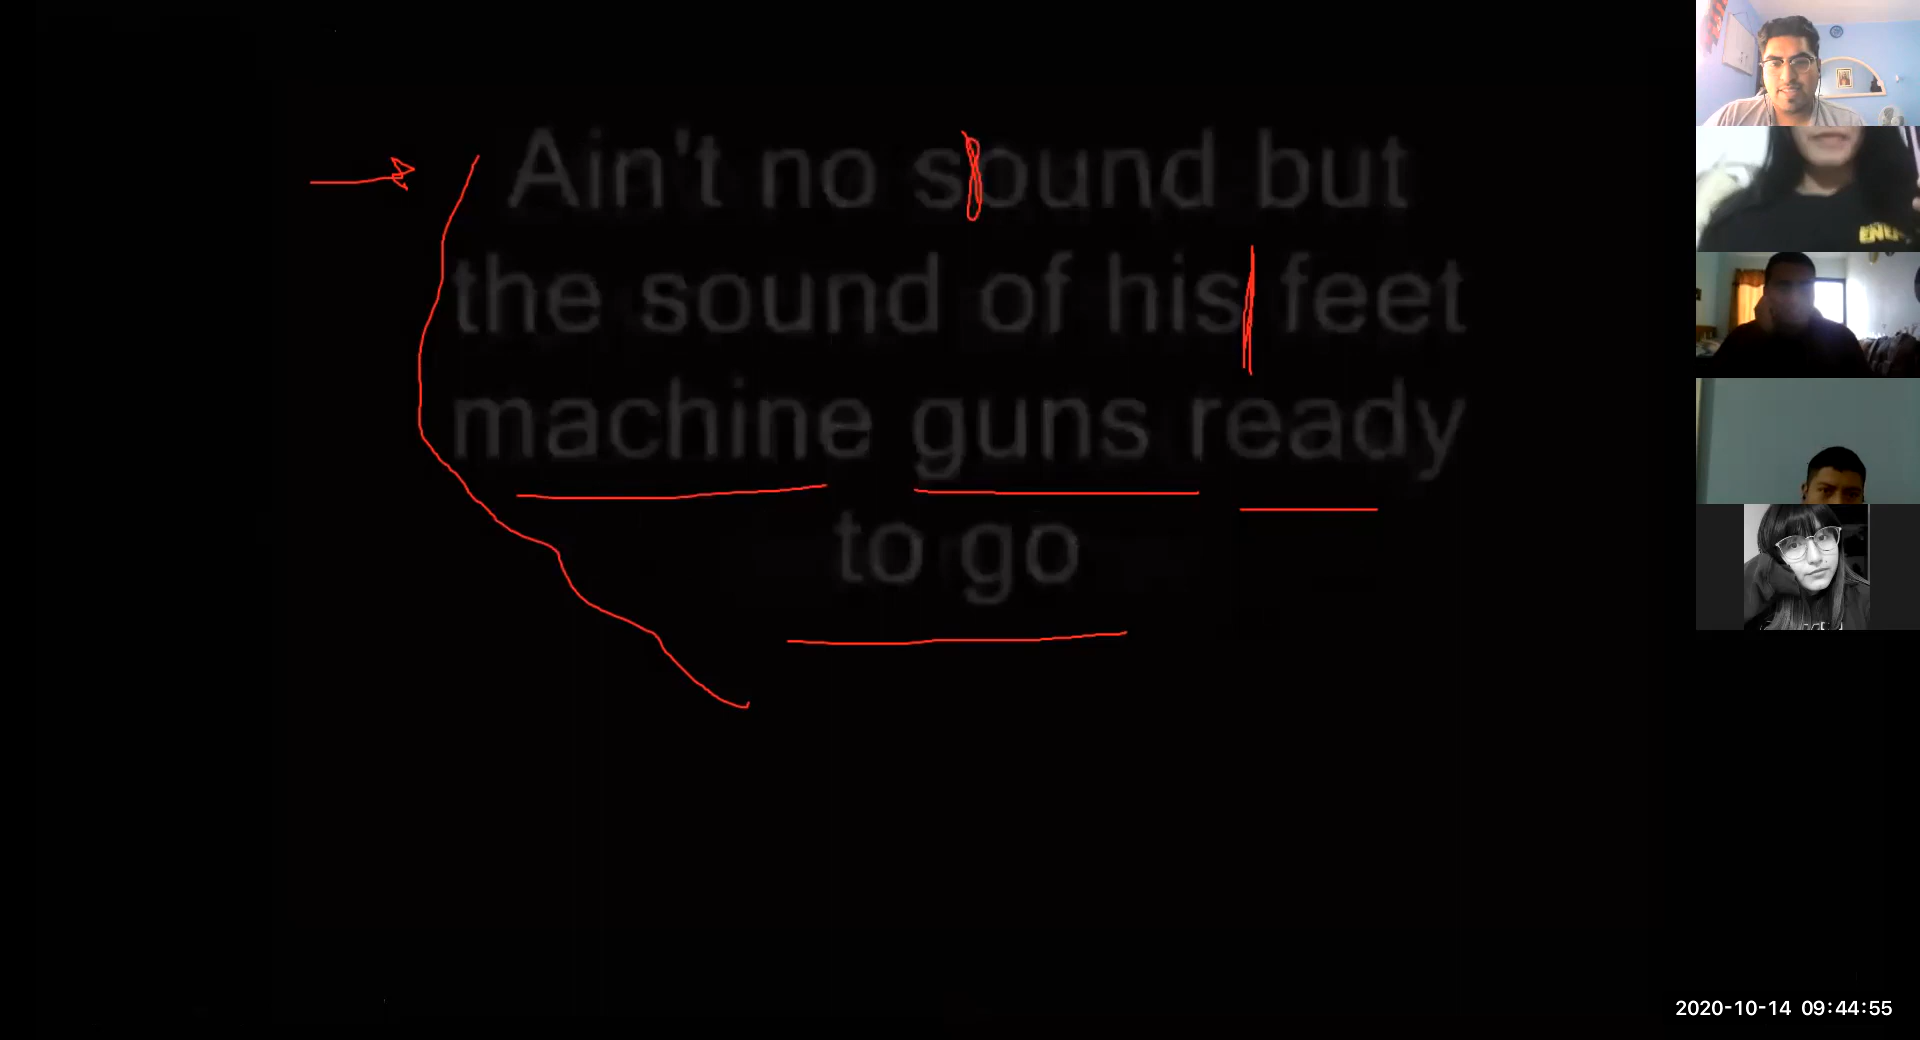 Ain't no sound but
the sound of his feet
machine guns ready
to go
2020-10-14 09:44:55